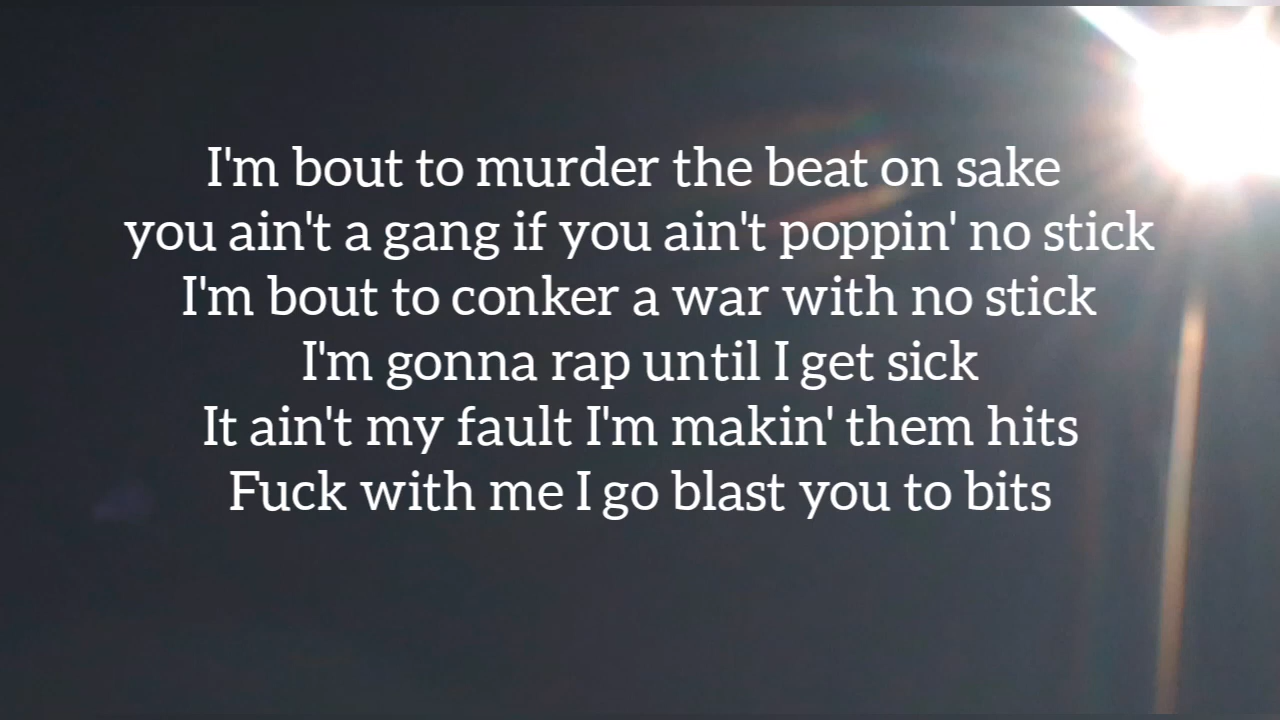 I'm bout to murder the beat on sake
you ain't a gang if you ain't poppin' no stick
I'm bout to conker a war with no stick
I'm gonna rap until I get sick
It ain't my fault I'm makin' them hits
Fuck with me I go blast you to bits